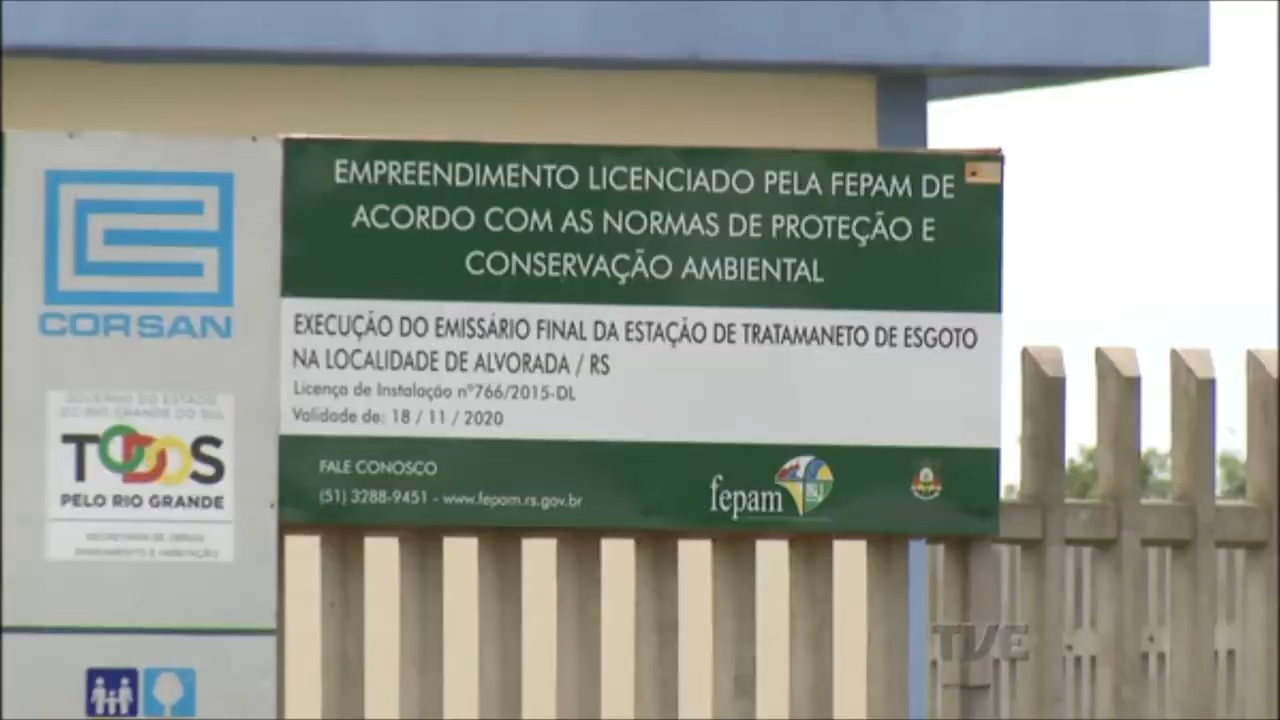 CORSAN
GOVERNO DO ESTADO
DO RIO GRANDE DO SUL
TODOS
PELO RIO GRANDE
SECRETARIA DE OBRAS,
SANEAMENTO E HABITAÇÃO
EMPREENDIMENTO LICENCIADO PELA FEPAM DE
ACORDO COM AS NORMAS DE PROTEÇÃO E
CONSERVAÇÃO AMBIENTAL
EXECUÇÃO DO EMISSÁRIO FINAL DA ESTAÇÃO DE TRATAMANETO DE ESGOTO
NA LOCALIDADE DE ALVORADA / RS
Licença de Instalação nº766/2015-DL
Validade de: 18 / 11 / 2020
FALE CONOSCO
(51) 3288-9451 - www.fepam.rs.gov.br
fepam
TVE